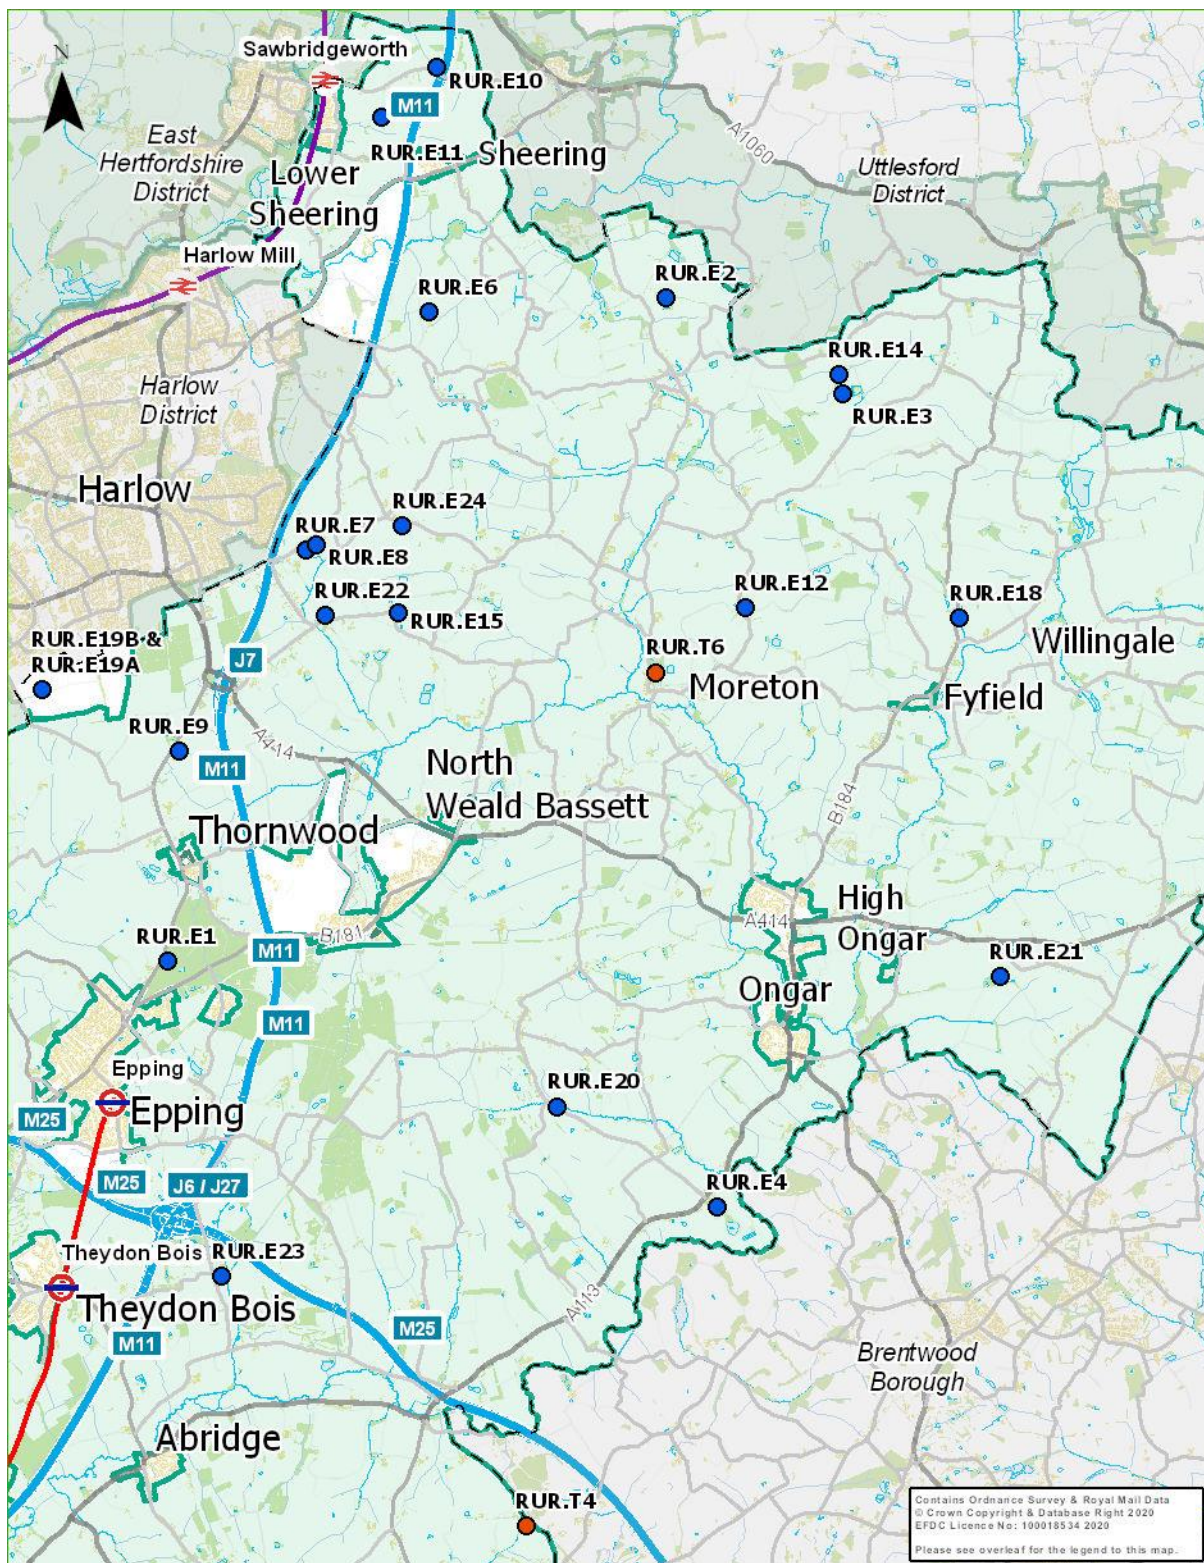 N
Sawbridgeworth
RUR.E10
M11
East
Hertfordshire
District
RUR.E11
Sheering
Lower
Sheering
A1060
Uttlesford
District
Harlow Mill
RUR.E6
RUR.E2
RUR.E14
RUR.E3
Harlow
District
Harlow
RUR.E24
RUR.E7
RUR.E8
RUR.E22
RUR.E15
RUR.E12
RUR.E18
Willingale
RUR.E19B &
RUR.E19A
J7
RUR.T6
Moreton
Fyfield
RUR.E9
A414
M11
North
Weald Bassett
B184
Thornwood
High
Ongar
A414
B181
RUR.E1
M11
RUR.E21
Ongar
M11
Epping
RUR.E20
Epping
M25
M25
J6 / J27
RUR.E4
Theydon Bois
RUR.E23
Theydon Bois
A113
M25
M11
Brentwood
Borough
Abridge
RUR.T4
Contains Ordnance Survey & Royal Mail Data
© Crown Copyright & Database Right 2020
EFDC Licence No: 100018534 2020
Please see overleaf for the legend to this map.